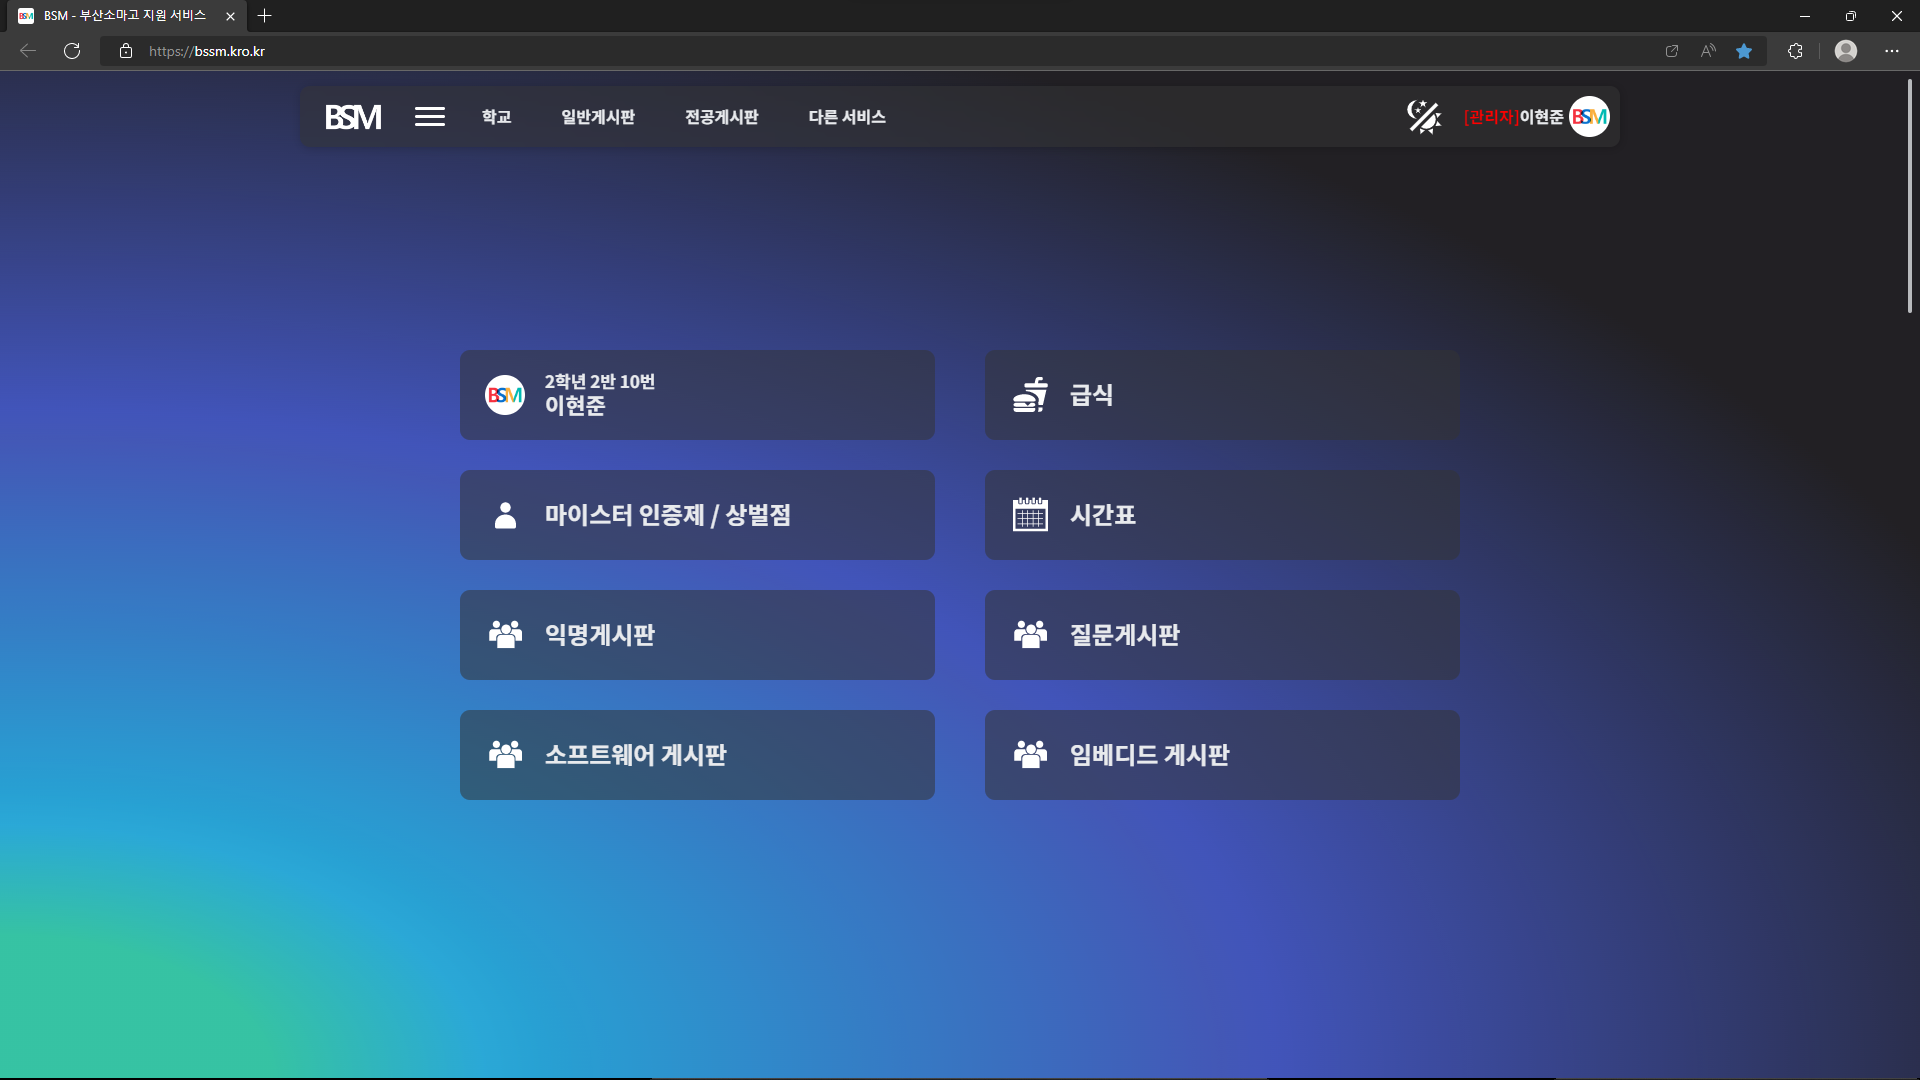 BSM BSM - 부산소마고 지원 서비스
https://bssm.kro.kr
BSM 학교 일반게시판 전공게시판 다른 서비스 [관리자]이현준 BSM
BSM 2학년 2반 10번
이현준
급식
마이스터 인증제 / 상벌점
시간표
익명게시판
질문게시판
소프트웨어 게시판
임베디드 게시판